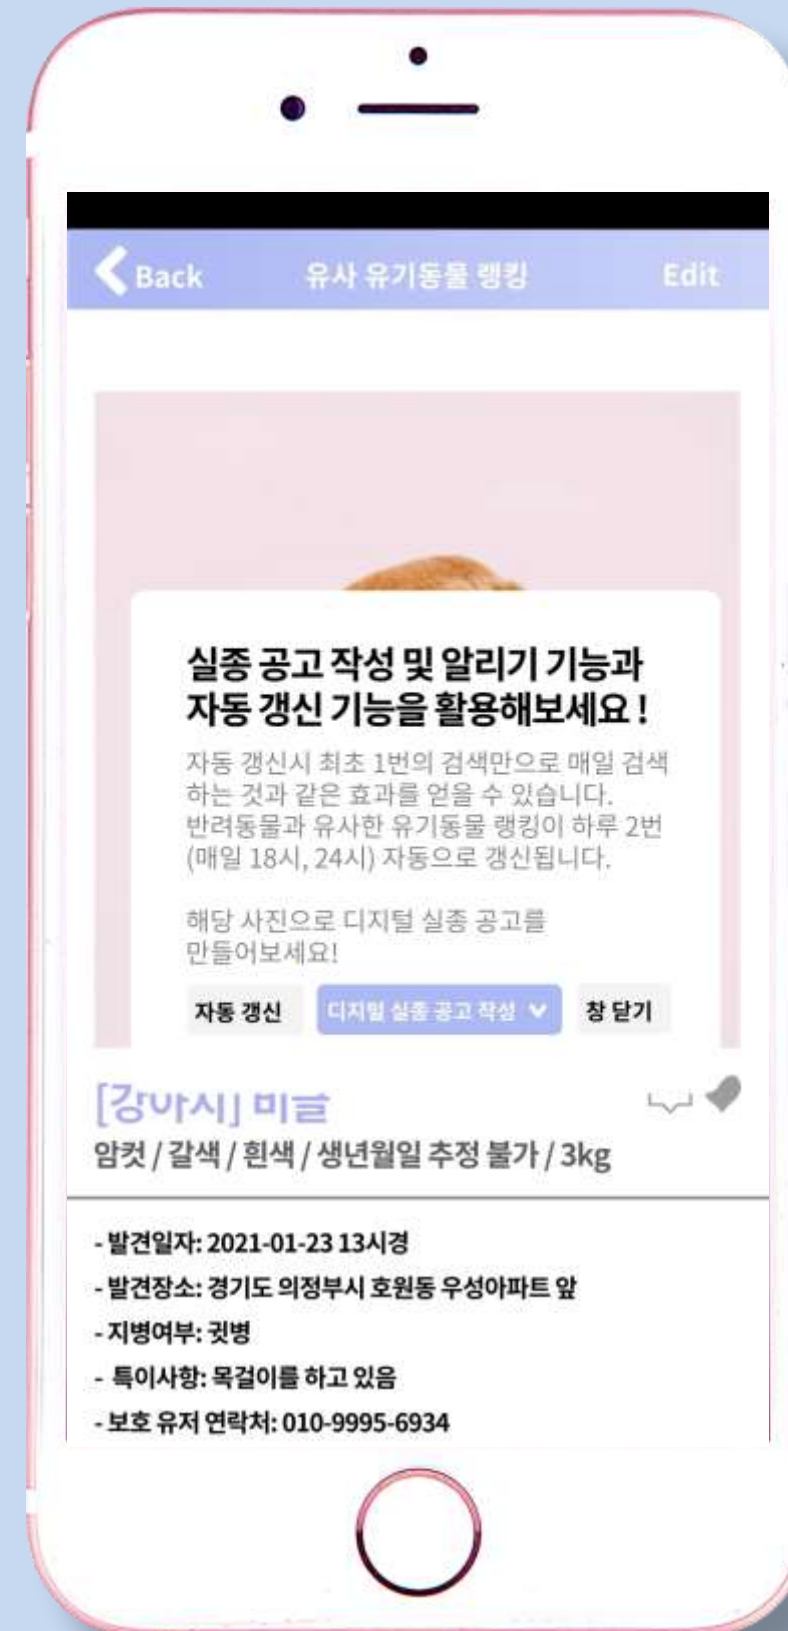 Back 유사 유기동물 랭킹 Edit
실종 공고 작성 및 알리기 기능과
자동 갱신 기능을 활용해보세요 !
자동 갱신시 최초 1번의 검색만으로 매일 검색
하는 것과 같은 효과를 얻을 수 있습니다.
반려동물과 유사한 유기동물 랭킹이 하루 2번
(매일 18시, 24시) 자동으로 갱신됩니다.
해당 사진으로 디지털 실종 공고를
만들어보세요!
자동 갱신 디지털 실종 공고 작성 창 닫기
[강아지] 비글
암컷 / 갈색 / 흰색 / 생년월일 추정 불가 / 3kg
- 발견일자: 2021-01-23 13시경
- 발견장소: 경기도 의정부시 호원동 우성아파트 앞
- 지병여부: 귓병
- 특이사항: 목걸이를 하고 있음
- 보호 유저 연락처: 010-9995-6934